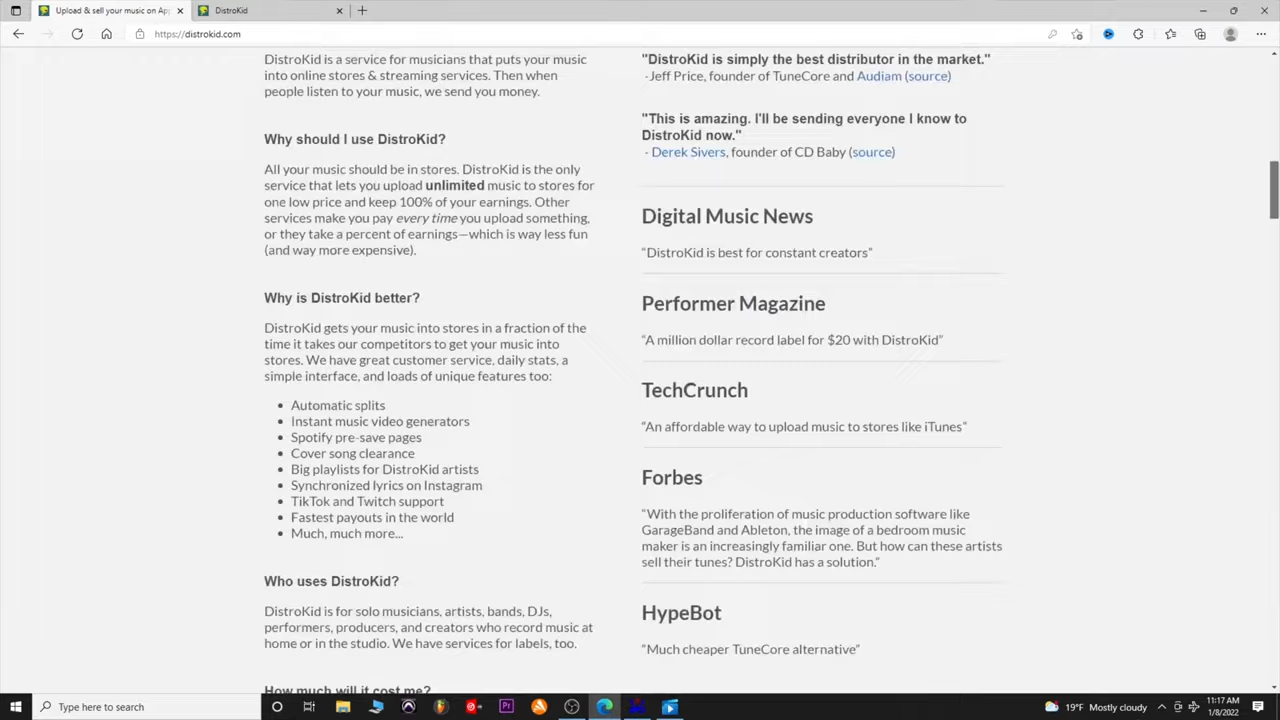 Upload & sell your music on App
DistroKid
https://distrokid.com
DistroKid is a service for musicians that puts your music
into online stores & streaming services. Then when
people listen to your music, we send you money.
Why should I use DistroKid?
All your music should be in stores. DistroKid is the only
service that lets you upload unlimited music to stores for
one low price and keep 100% of your earnings. Other
services make you pay every time you upload something,
or they take a percent of earnings—which is way less fun
(and way more expensive).
Why is DistroKid better?
DistroKid gets your music into stores in a fraction of the
time it takes our competitors to get your music into
stores. We have great customer service, daily stats, a
simple interface, and loads of unique features too:
Automatic splits
Instant music video generators
Spotify pre-save pages
Cover song clearance
Big playlists for DistroKid artists
Synchronized lyrics on Instagram
TikTok and Twitch support
Fastest payouts in the world
Much, much more...
Who uses DistroKid?
DistroKid is for solo musicians, artists, bands, DJs,
performers, producers, and creators who record music at
home or in the studio. We have services for labels, too.
How much will it cost me?
"DistroKid is simply the best distributor in the market."
-Jeff Price, founder of TuneCore and Audiam (source)
"This is amazing. I'll be sending everyone I know to
DistroKid now."
- Derek Sivers, founder of CD Baby (source)
Digital Music News
“DistroKid is best for constant creators”
Performer Magazine
“A million dollar record label for $20 with DistroKid”
TechCrunch
“An affordable way to upload music to stores like iTunes“
Forbes
“With the proliferation of music production software like
GarageBand and Ableton, the image of a bedroom music
maker is an increasingly familiar one. But how can these artists
sell their tunes? DistroKid has a solution.”
HypeBot
“Much cheaper TuneCore alternative”
Type here to search
Pr
19°F Mostly cloudy
11:17 AM
1/8/2022